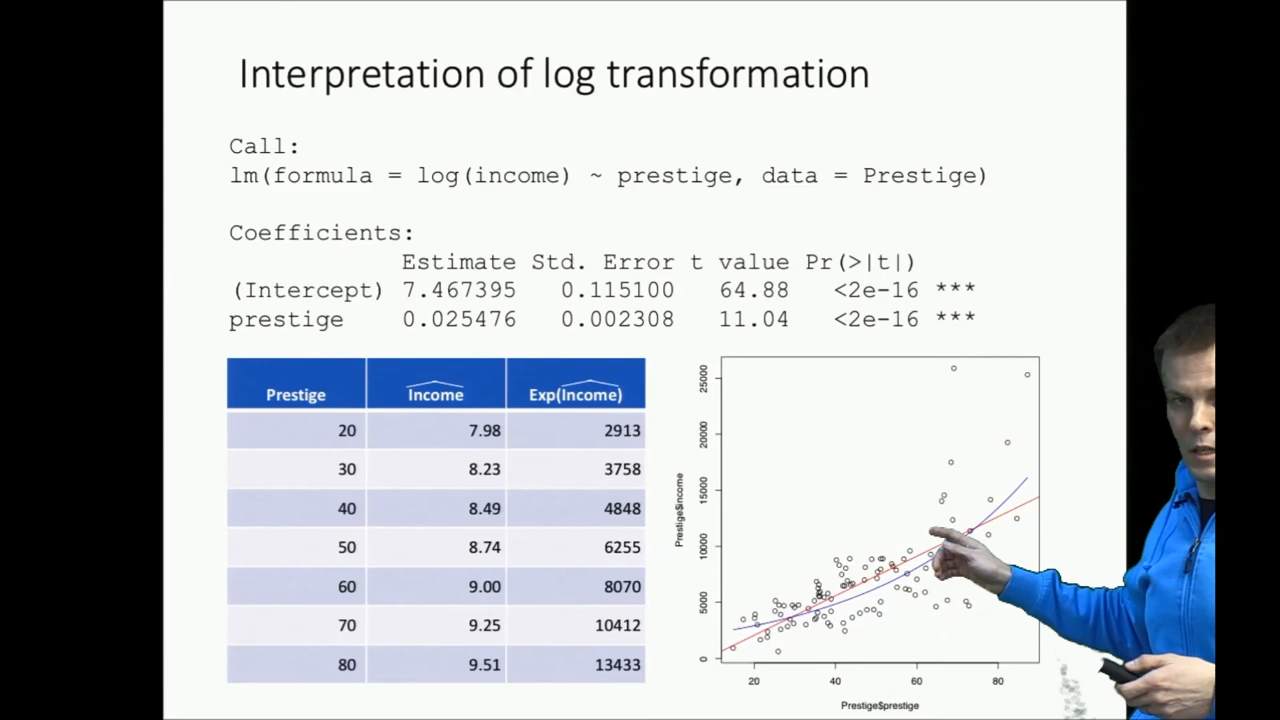 Interpretation of log transformation
Call:
lm(formula = log(income) ~ prestige, data = Prestige)
Coefficients:
Estimate Std. Error t value Pr(>|t|)
(Intercept) 7.467395 0.115100 64.88 <2e-16 ***
prestige 0.025476 0.002308 11.04 <2e-16 ***
Prestige Income Exp(Income)
20 7.98 2913
30 8.23 3758
40 8.49 4848
50 8.74 6255
60 9.00 8070
70 9.25 10412
80 9.51 13433
Prestige$income
25000
20000
15000
10000
5000
0
20 40 60 80
Prestige$prestige